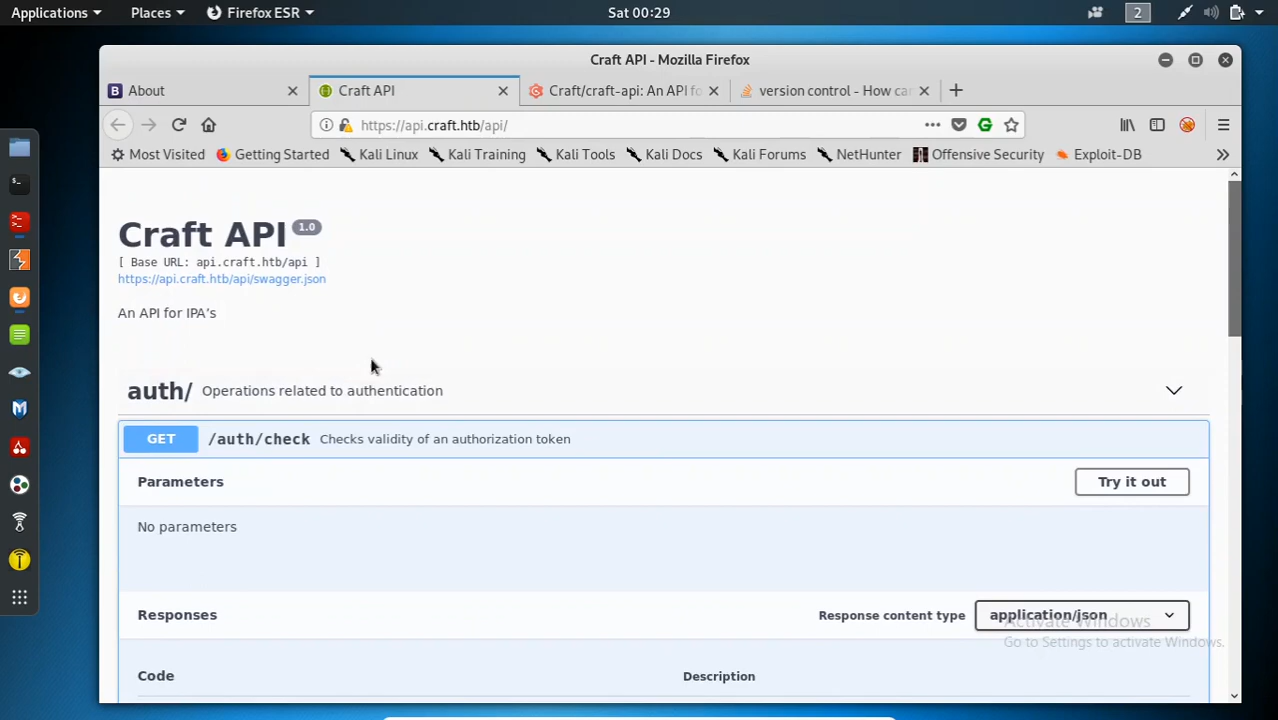 Applications Places Firefox ESR Sat 00:29 2
Craft API - Mozilla Firefox
About Craft API Craft/craft-api: An API fo version control - How can
https://api.craft.htb/api/
Most Visited Getting Started Kali Linux Kali Training Kali Tools Kali Docs Kali Forums NetHunter Offensive Security Exploit-DB
Craft API 1.0
[ Base URL: api.craft.htb/api ]
https://api.craft.htb/api/swagger.json
An API for IPA's
auth/ Operations related to authentication
GET /auth/check Checks validity of an authorization token
Parameters Try it out
No parameters
Responses Response content type application/json
Activate Windows
Go to Settings to activate Windows.
Code Description